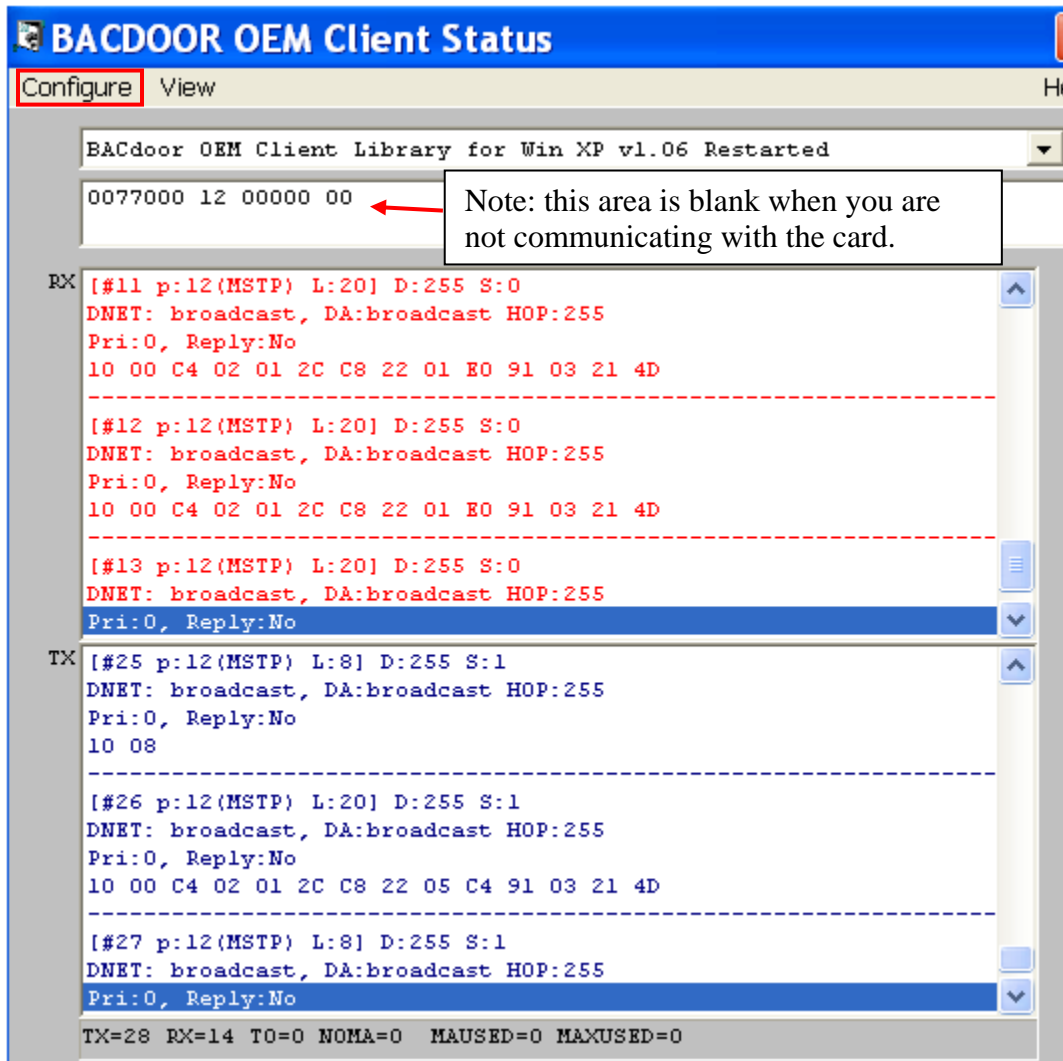 BACDOOR OEM Client Status
Configure View
BACdoor OEM Client Library for Win XP v1.06 Restarted
0077000 12 00000 00
Note: this area is blank when you are
not communicating with the card.
RX
[#11 p:12(MSTP) L:20] D:255 S:0
DNET: broadcast, DA:broadcast HOP:255
Pri:0, Reply:No
10 00 C4 02 01 2C C8 22 01 E0 91 03 21 4D
[#12 p:12(MSTP) L:20] D:255 S:0
DNET: broadcast, DA:broadcast HOP:255
Pri:0, Reply:No
10 00 C4 02 01 2C C8 22 01 E0 91 03 21 4D
[#13 p:12(MSTP) L:20] D:255 S:0
DNET: broadcast, DA:broadcast HOP:255
Pri:0, Reply:No
TX
[#25 p:12(MSTP) L:8] D:255 S:1
DNET: broadcast, DA:broadcast HOP:255
Pri:0, Reply:No
10 08
[#26 p:12(MSTP) L:20] D:255 S:1
DNET: broadcast, DA:broadcast HOP:255
Pri:0, Reply:No
10 00 C4 02 01 2C C8 22 05 C4 91 03 21 4D
[#27 p:12(MSTP) L:8] D:255 S:1
DNET: broadcast, DA:broadcast HOP:255
Pri:0, Reply:No
TX=28 RX=14 TO=0 NOMA=0 MAUSED=0 MAXUSED=0